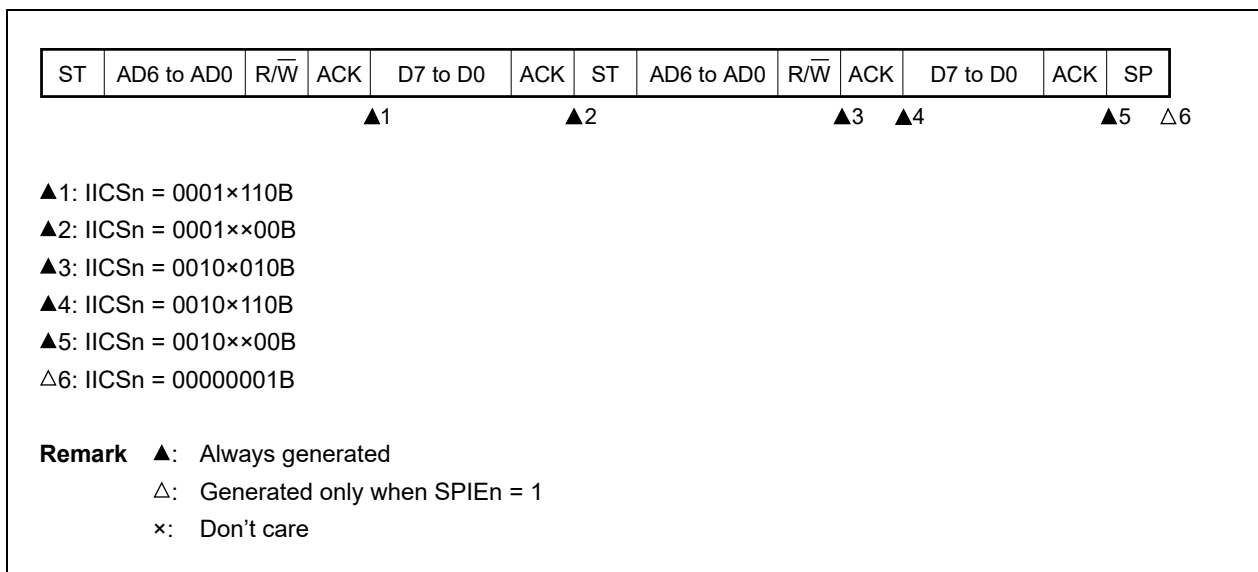 ST AD6 to AD0 R/W̅ ACK D7 to D0 ACK ST AD6 to AD0 R/W̅ ACK D7 to D0 ACK SP
▲1 ▲2 ▲3 ▲4 ▲5 △6
▲1: IICSn = 0001×110B
▲2: IICSn = 0001××00B
▲3: IICSn = 0010×010B
▲4: IICSn = 0010×110B
▲5: IICSn = 0010××00B
△6: IICSn = 00000001B
Remark ▲: Always generated
△: Generated only when SPIEn = 1
×: Don’t care